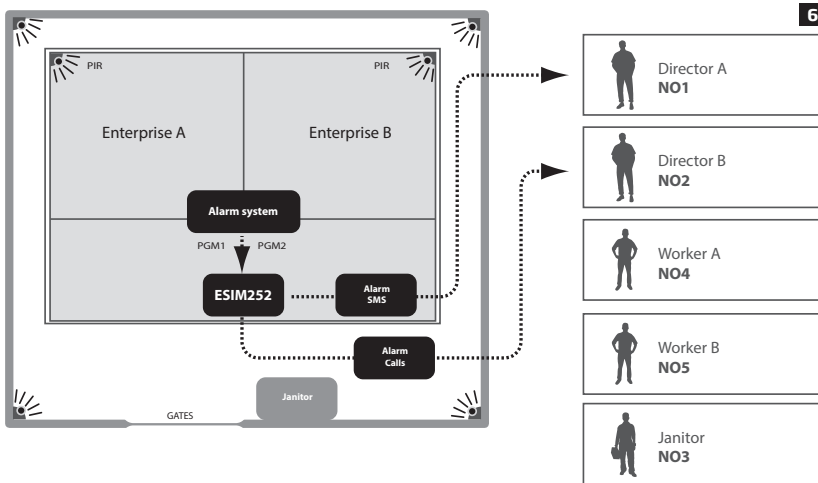 6
PIR
PIR
Enterprise A
Enterprise B
Alarm system
PGM1
PGM2
ESIM252
Alarm
SMS
Alarm
Calls
Janitor
GATES
Director A
NO1
Director B
NO2
Worker A
NO4
Worker B
NO5
Janitor
NO3